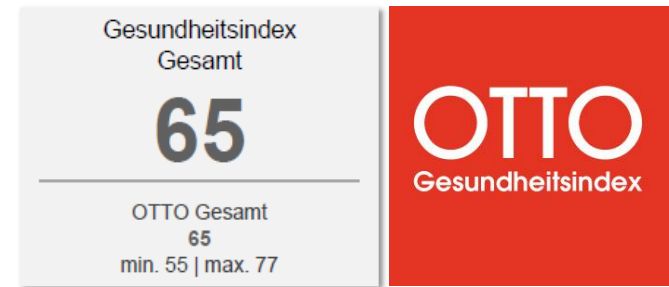 Gesundheitsindex
Gesamt
65
OTTO Gesamt
65
min. 55 | max. 77
OTTO
Gesundheitsindex